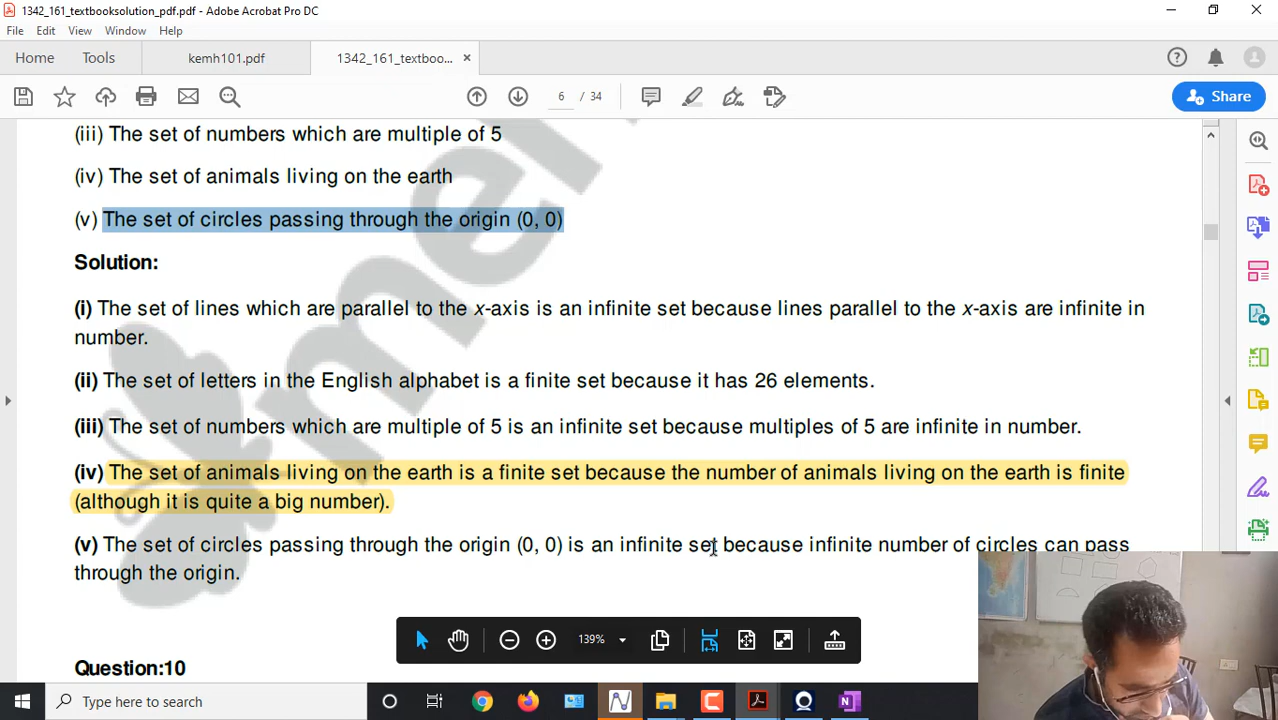 1342_161_textbooksolution_pdf.pdf - Adobe Acrobat Pro DC
File Edit View Window Help
Home Tools kemh101.pdf 1342_161_textboo... ×
6 / 34 Share
(iii) The set of numbers which are multiple of 5
(iv) The set of animals living on the earth
(v) The set of circles passing through the origin (0, 0)
Solution:
(i) The set of lines which are parallel to the x-axis is an infinite set because lines parallel to the x-axis are infinite in
number.
(ii) The set of letters in the English alphabet is a finite set because it has 26 elements.
(iii) The set of numbers which are multiple of 5 is an infinite set because multiples of 5 are infinite in number.
(iv) The set of animals living on the earth is a finite set because the number of animals living on the earth is finite
(although it is quite a big number).
(v) The set of circles passing through the origin (0, 0) is an infinite set because infinite number of circles can pass
through the origin.
139%
Question:10
Type here to search